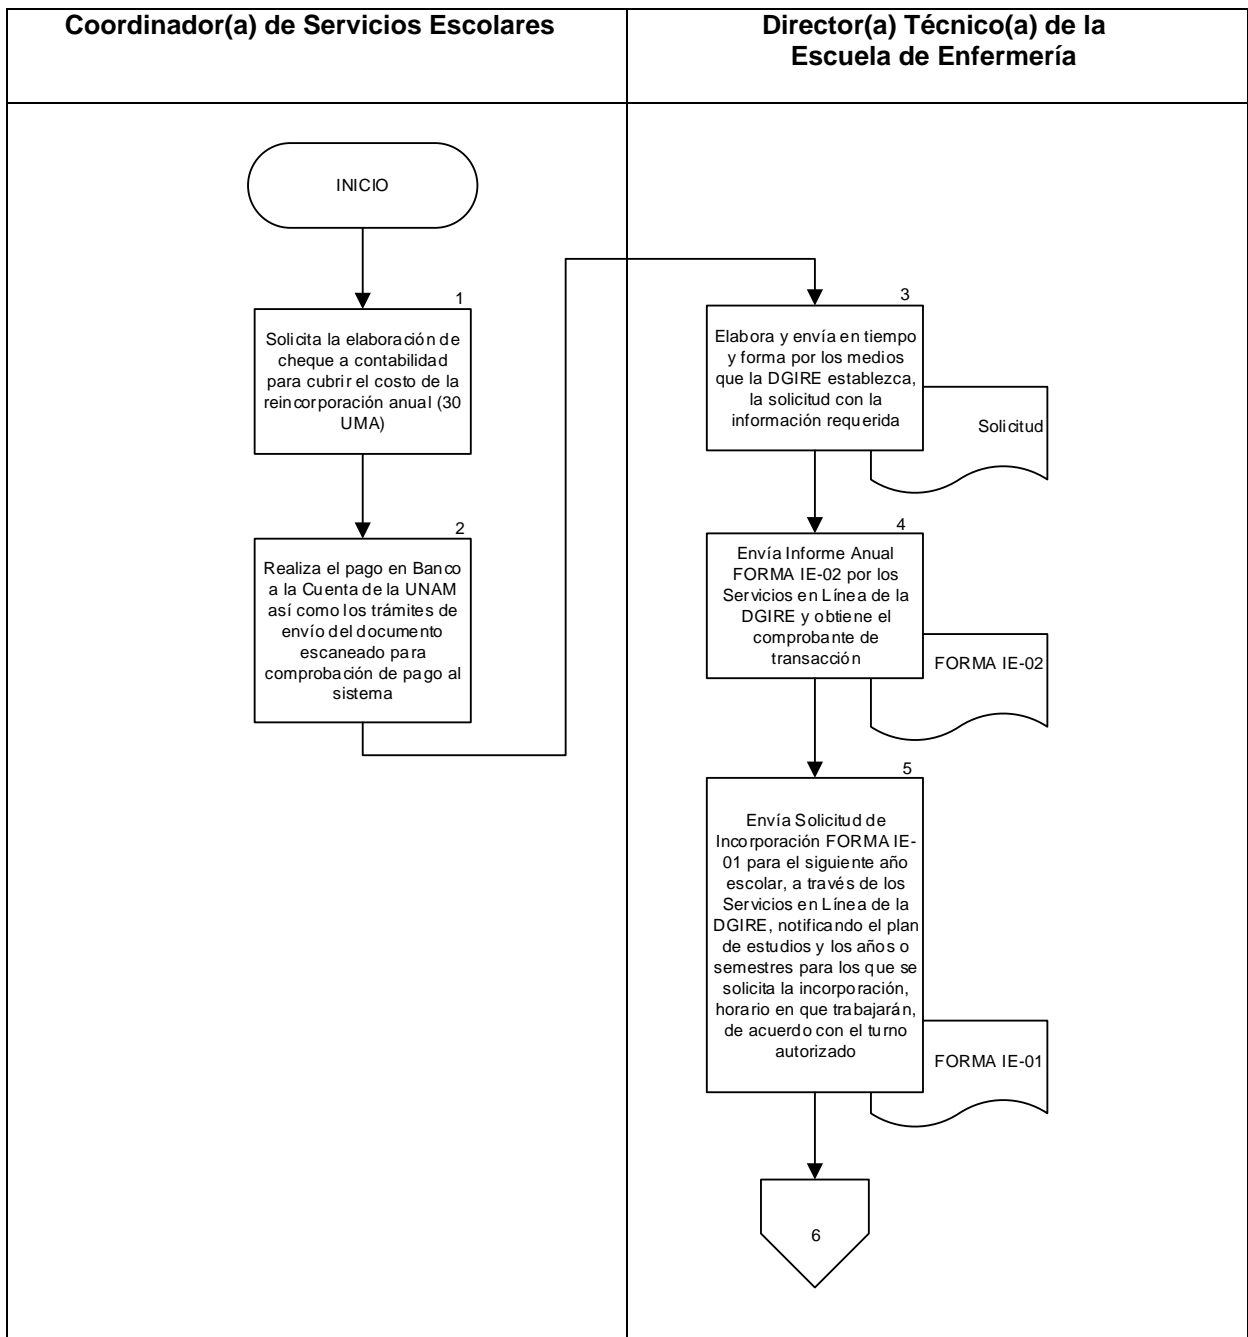 Coordinador(a) de Servicios Escolares
Director(a) Técnico(a) de la
Escuela de Enfermería
INICIO
1
Solicita la elaboración de
cheque a contabilidad
para cubrir el costo de la
reincorporación anual (30
UMA)
2
Realiza el pago en Banco
a la Cuenta de la UNAM
así como los trámites de
envío del documento
escaneado para
comprobación de pago al
sistema
3
Elabora y envía en tiempo
y forma por los medios
que la DGIRE establezca,
la solicitud con la
información requerida
Solicitud
4
Envía Informe Anual
FORMA IE-02 por los
Servicios en Línea de la
DGIRE y obtiene el
comprobante de
transacción
FORMA IE-02
5
Envía Solicitud de
Incorporación FORMA IE-
01 para el siguiente año
escolar, a través de los
Servicios en Línea de la
DGIRE, notificando el plan
de estudios y los años o
semestres para los que se
solicita la incorporación,
horario en que trabajarán,
de acuerdo con el turno
autorizado
FORMA IE-01
6